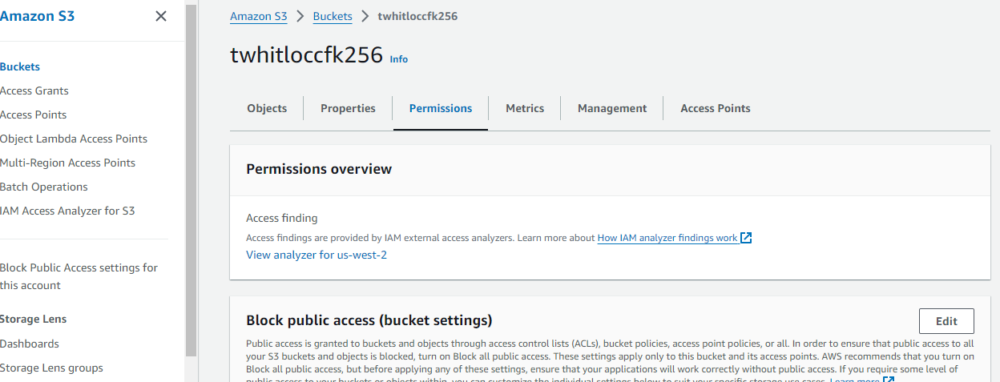 Amazon S3
Buckets
Access Grants
Access Points
Object Lambda Access Points
Multi-Region Access Points
Batch Operations
IAM Access Analyzer for S3
Block Public Access settings for
this account
Storage Lens
Dashboards
Storage Lens groups
Amazon S3 > Buckets > twhitloccfk256
twhitloccfk256 Info
Objects Properties Permissions Metrics Management Access Points
Permissions overview
Access finding
Access findings are provided by IAM external access analyzers. Learn more about How IAM analyzer findings work
View analyzer for us-west-2
Block public access (bucket settings)
Edit
Public access is granted to buckets and objects through access control lists (ACLs), bucket policies, access point policies, or all. In order to ensure that public access to all
your S3 buckets and objects is blocked, turn on Block all public access. These settings apply only to this bucket and its access points. AWS recommends that you turn on
Block all public access, but before applying any of these settings, ensure that your applications will work correctly without public access. If you require some level of
public access to your buckets or objects within, you can customize the individual settings below to suit your specific storage use cases. Learn more